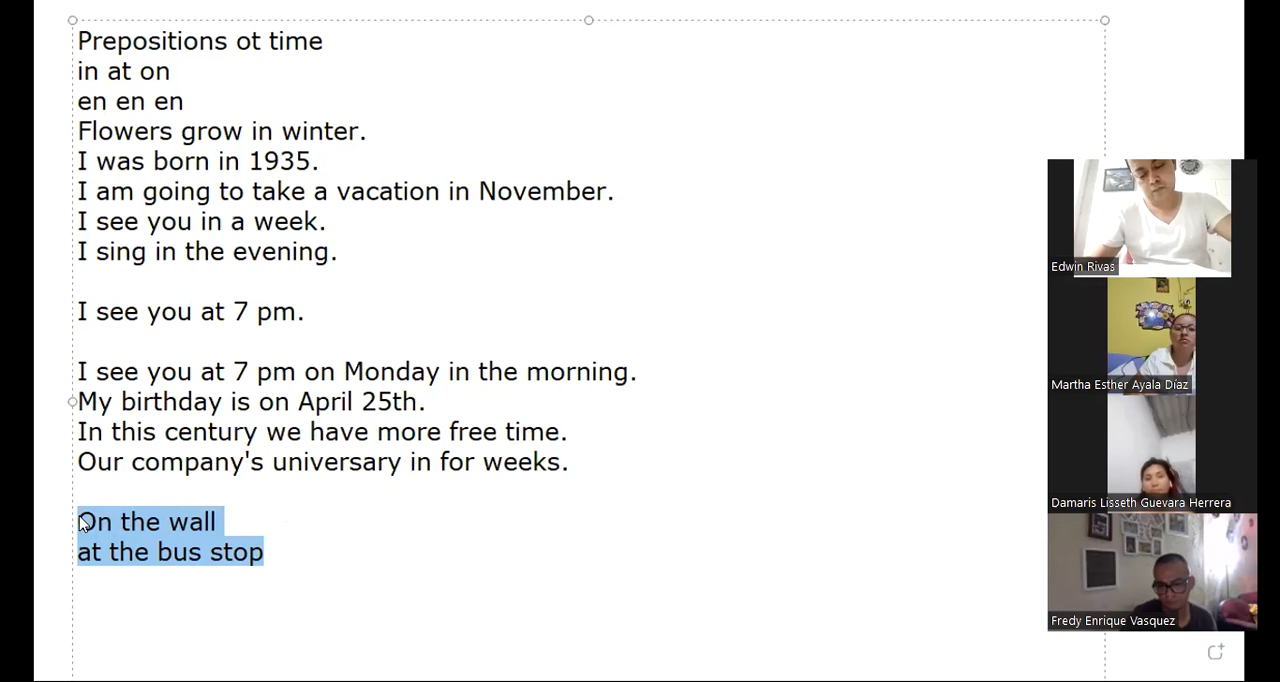 Prepositions ot time
in at on
en en en
Flowers grow in winter.
I was born in 1935.
I am going to take a vacation in November.
I see you in a week.
I sing in the evening.
I see you at 7 pm.
I see you at 7 pm on Monday in the morning.
My birthday is on April 25th.
In this century we have more free time.
Our company's universary in for weeks.
On the wall
at the bus stop
Edwin Rivas
Martha Esther Ayala Díaz
Damaris Lisseth Guevara Herrera
Fredy Enrique Vasquez